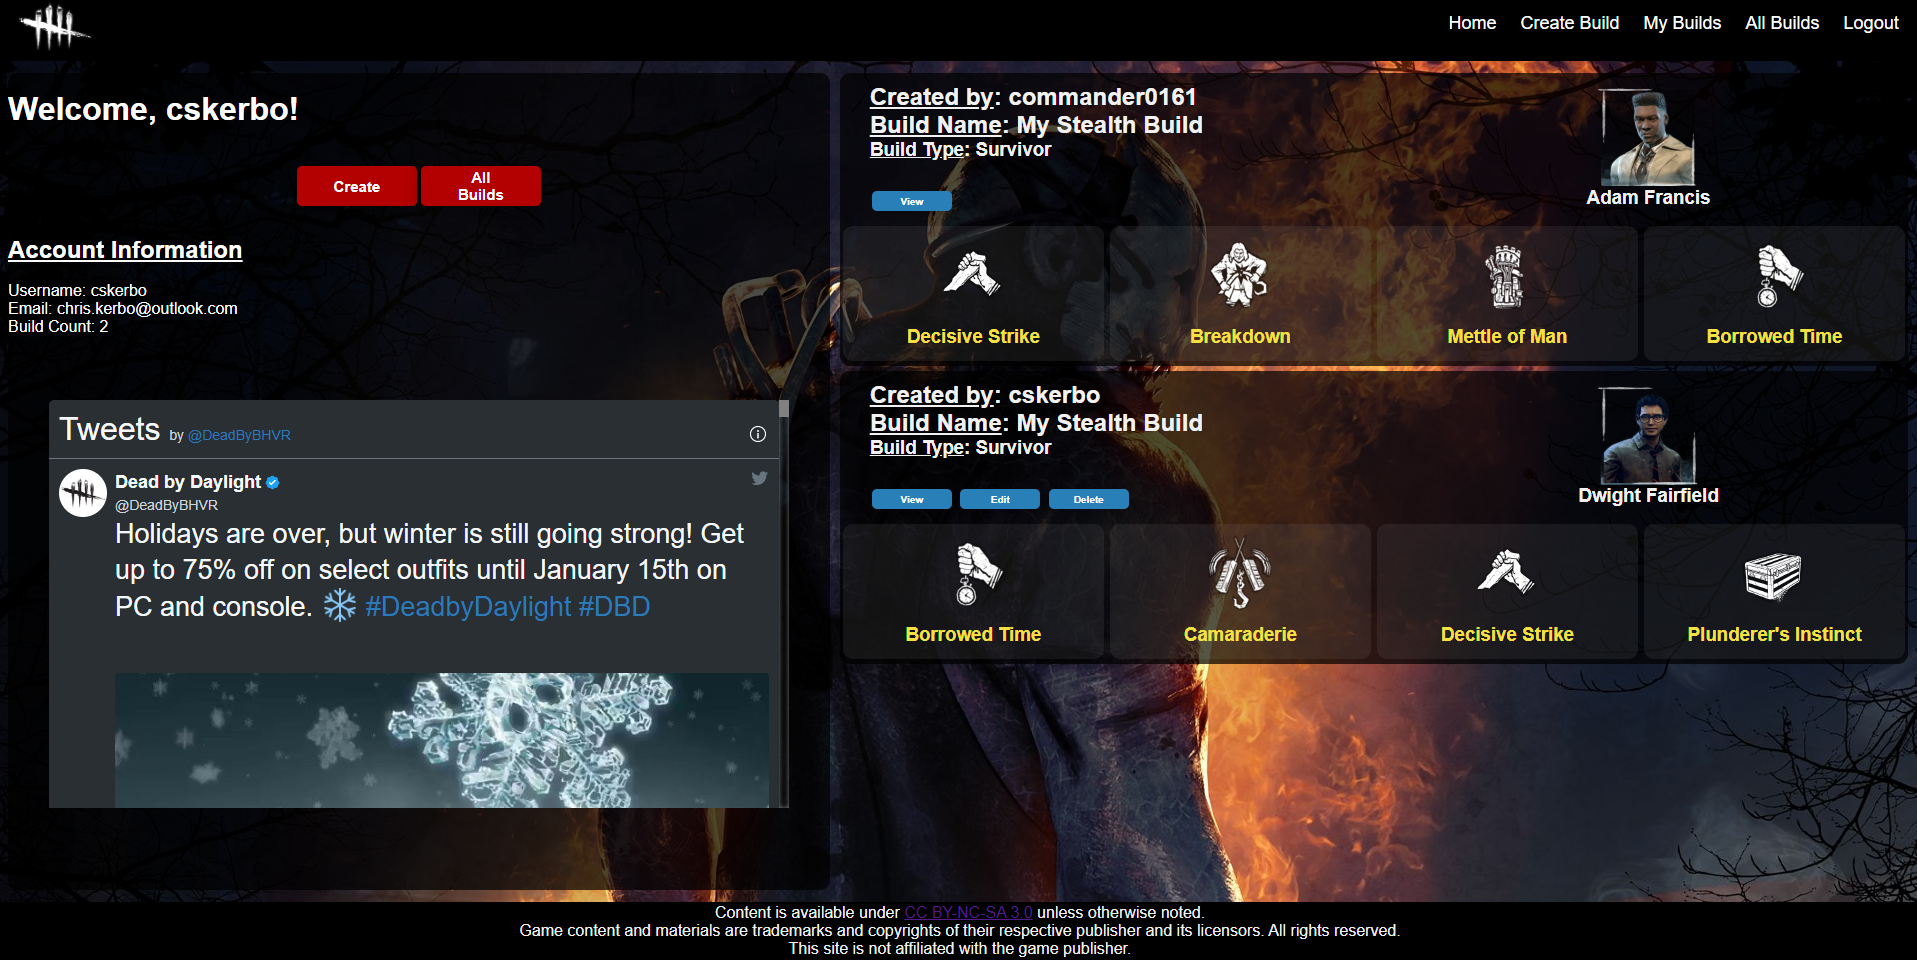 Home Create Build My Builds All Builds Logout
Welcome, cskerbo!
Create
All
Builds
Account Information
Username: cskerbo
Email: chris.kerbo@outlook.com
Build Count: 2
Tweets by @DeadByBHVR
Dead by Daylight
@DeadByBHVR
Holidays are over, but winter is still going strong! Get
up to 75% off on select outfits until January 15th on
PC and console. ❄️ #DeadbyDaylight #DBD
Created by: commander0161
Build Name: My Stealth Build
Build Type: Survivor
View
Adam Francis
Decisive Strike
Breakdown
Mettle of Man
Borrowed Time
Created by: cskerbo
Build Name: My Stealth Build
Build Type: Survivor
View Edit Delete
Dwight Fairfield
Borrowed Time
Camaraderie
Decisive Strike
Plunderer's Instinct
Content is available under CC BY-NC-SA 3.0 unless otherwise noted.
Game content and materials are trademarks and copyrights of their respective publisher and its licensors. All rights reserved.
This site is not affiliated with the game publisher.